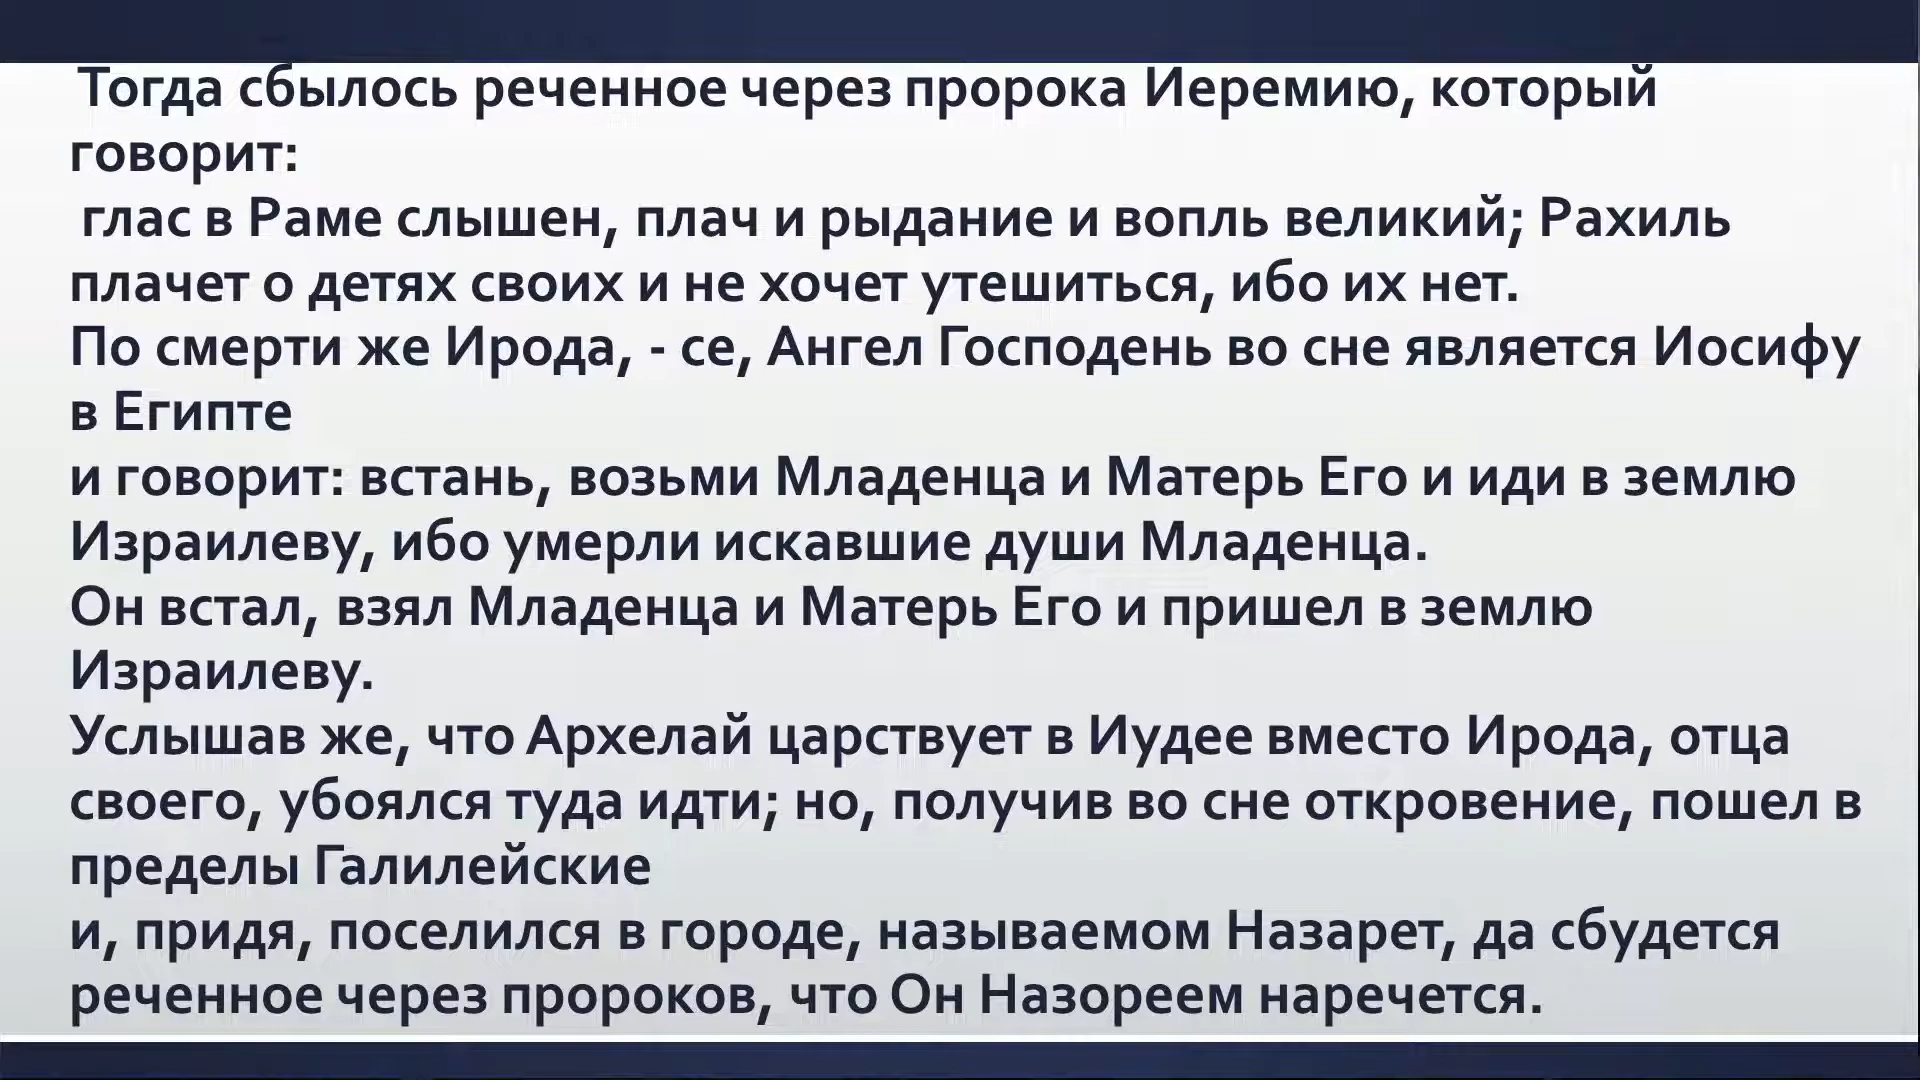 Тогда сбылось реченное через пророка Иеремию, который
говорит:
глас в Раме слышен, плач и рыдание и вопль великий; Рахиль
плачет о детях своих и не хочет утешиться, ибо их нет.
По смерти же Ирода, - се, Ангел Господень во сне является Иосифу
в Египте
и говорит: встань, возьми Младенца и Матерь Его и иди в землю
Израилеву, ибо умерли искавшие души Младенца.
Он встал, взял Младенца и Матерь Его и пришел в землю
Израилеву.
Услышав же, что Архелай царствует в Иудее вместо Ирода, отца
своего, убоялся туда идти; но, получив во сне откровение, пошел в
пределы Галилейские
и, придя, поселился в городе, называемом Назарет, да сбудется
реченное через пророков, что Он Назореем наречется.